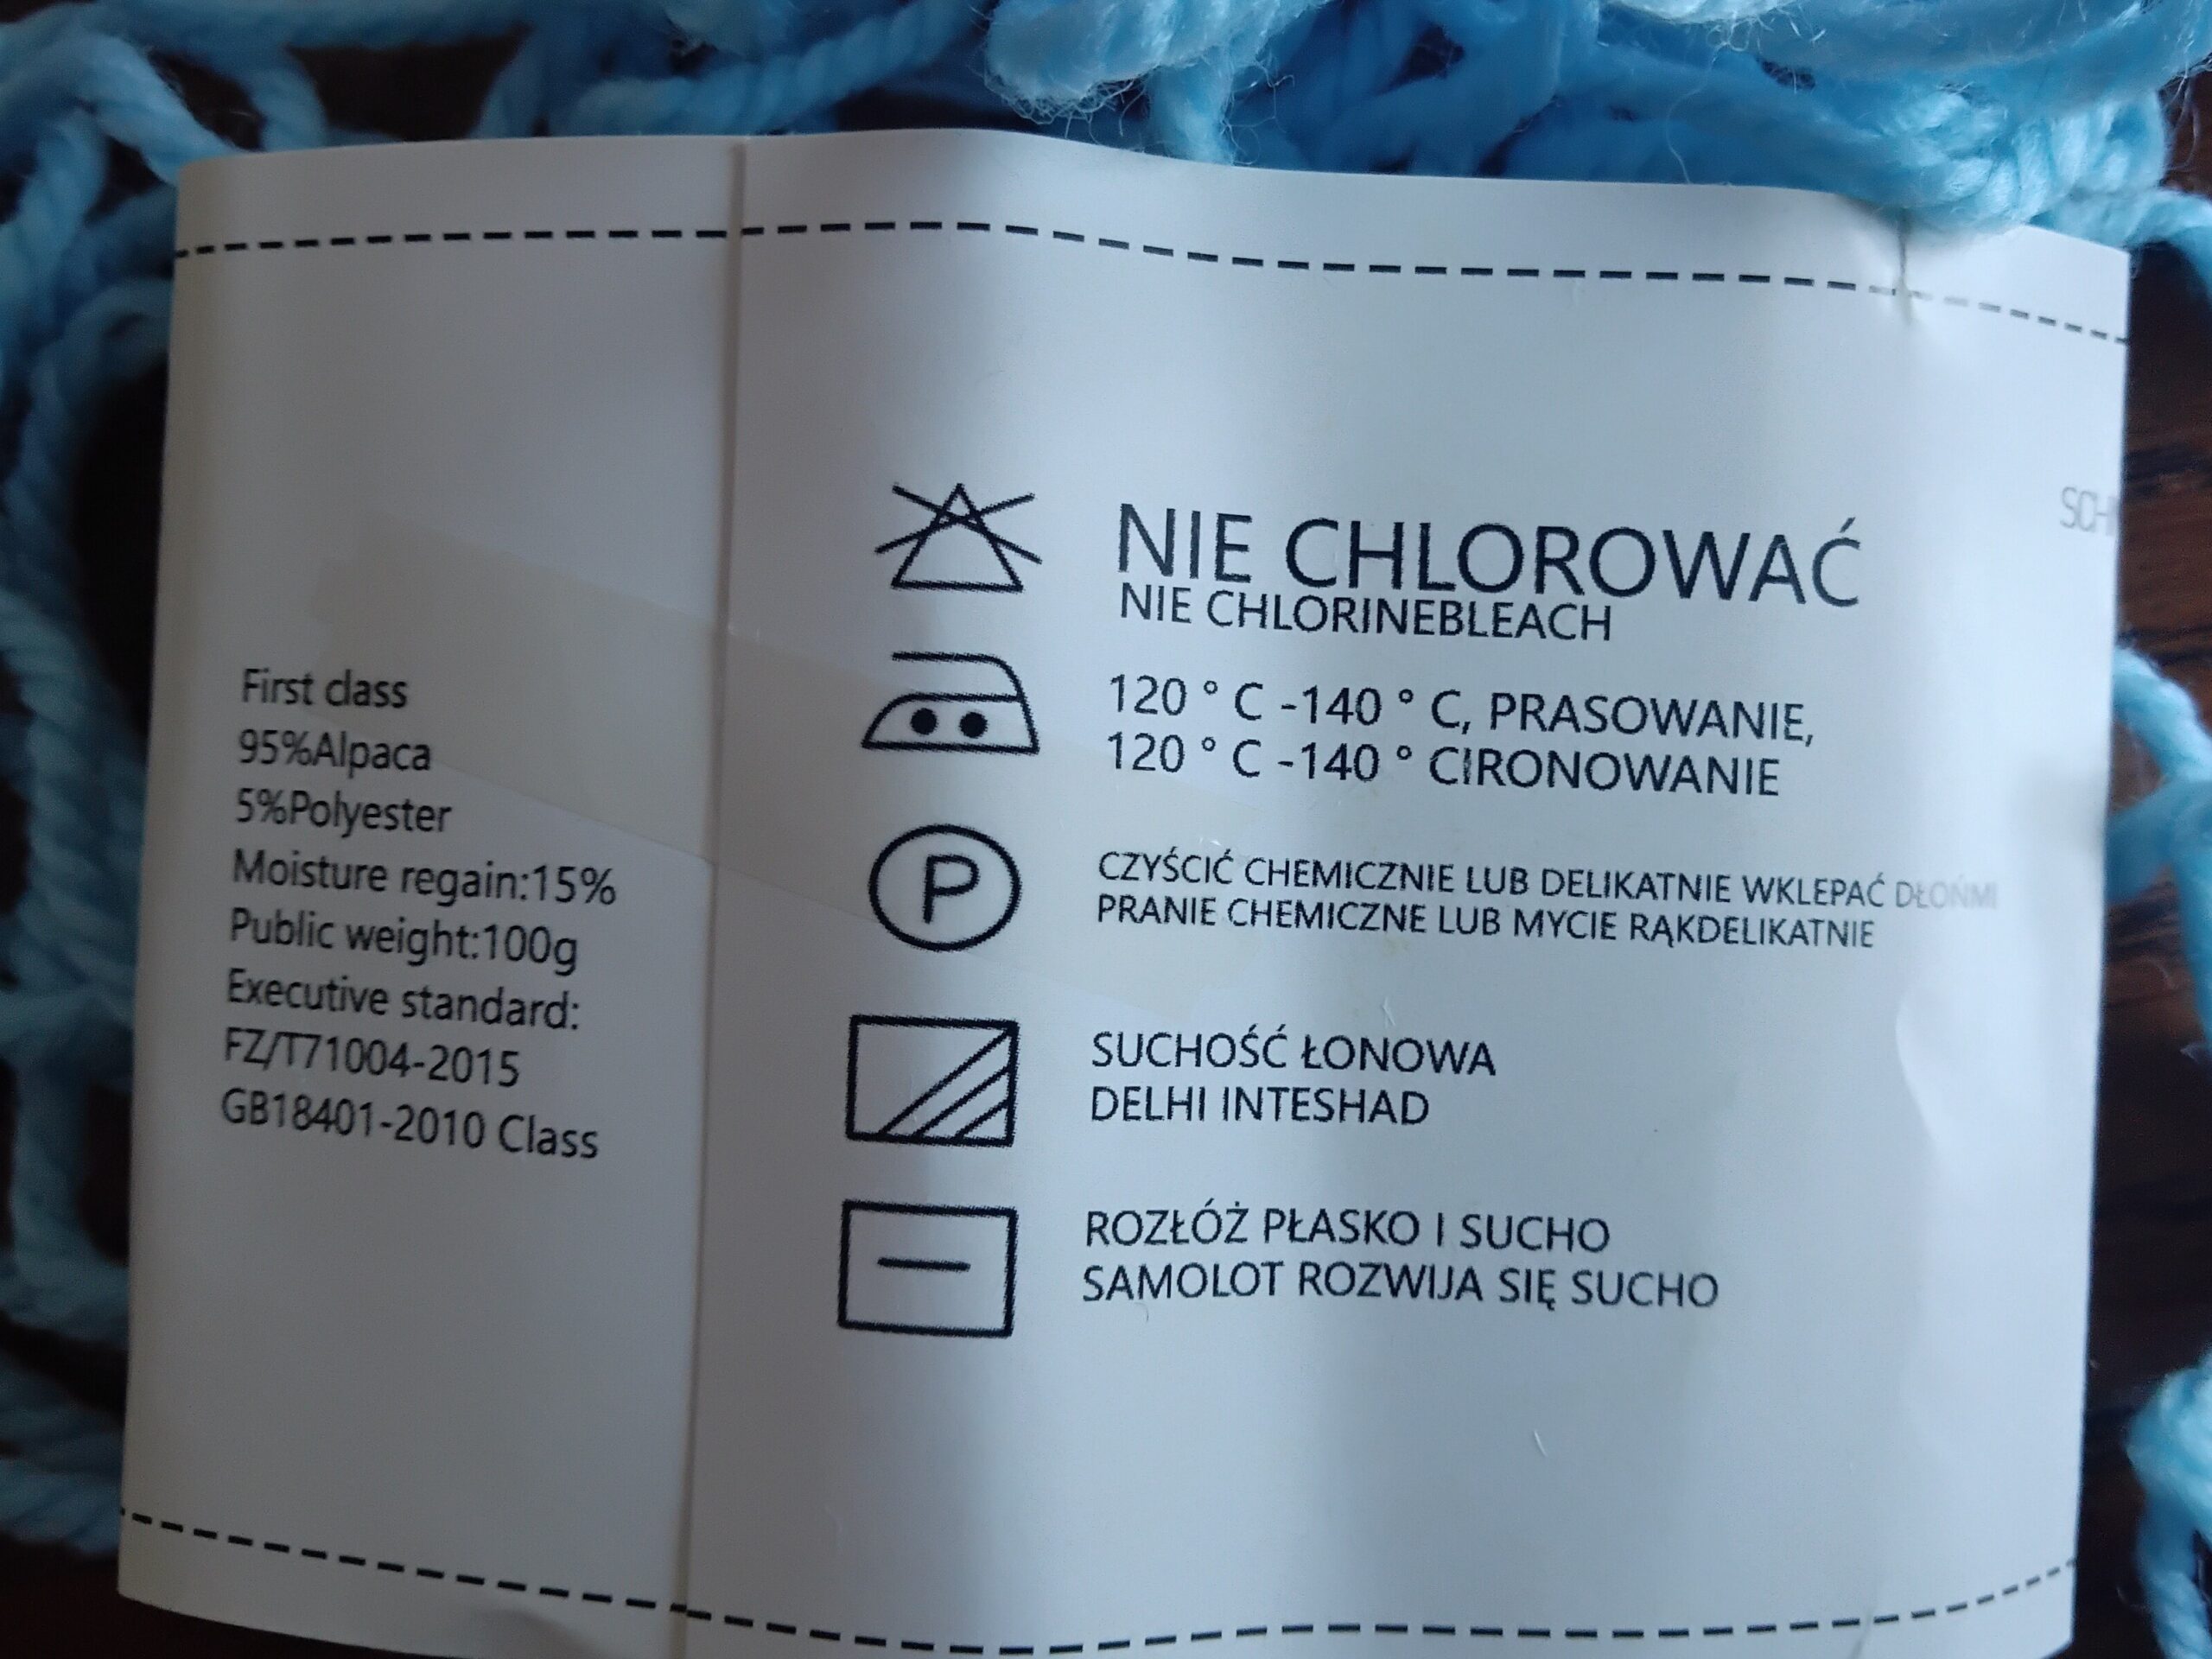 First class
95%Alpaca
5%Polyester
Moisture regain:15%
Public weight:100g
Executive standard:
FZ/T71004-2015
GB18401-2010 Class
NIE CHLOROWAĆ
NIE CHLORINEBLEACH
120 ° C -140 ° C, PRASOWANIE,
120 ° C -140 ° CIRONOWANIE
P
CZYŚCIĆ CHEMICZNIE LUB DELIKATNIE WKLEPAĆ DŁOŃMI
PRANIE CHEMICZNE LUB MYCIE RĄKDELIKATNIE
SUCHOŚĆ ŁONOWA
DELHI INTESHAD
ROZŁÓŻ PŁASKO I SUCHO
SAMOLOT ROZWIJA SIĘ SUCHO